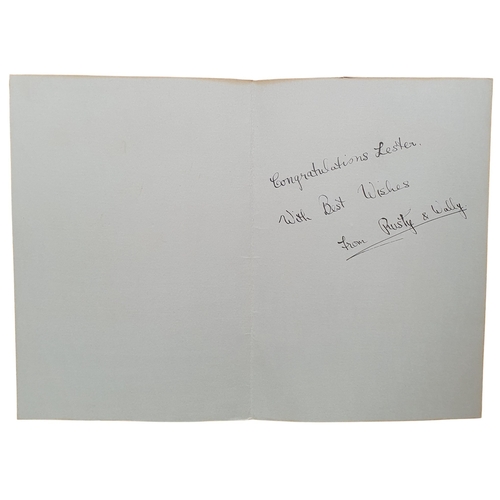 Congratulations Lester.
With Best Wishes
From Rusty & Wally